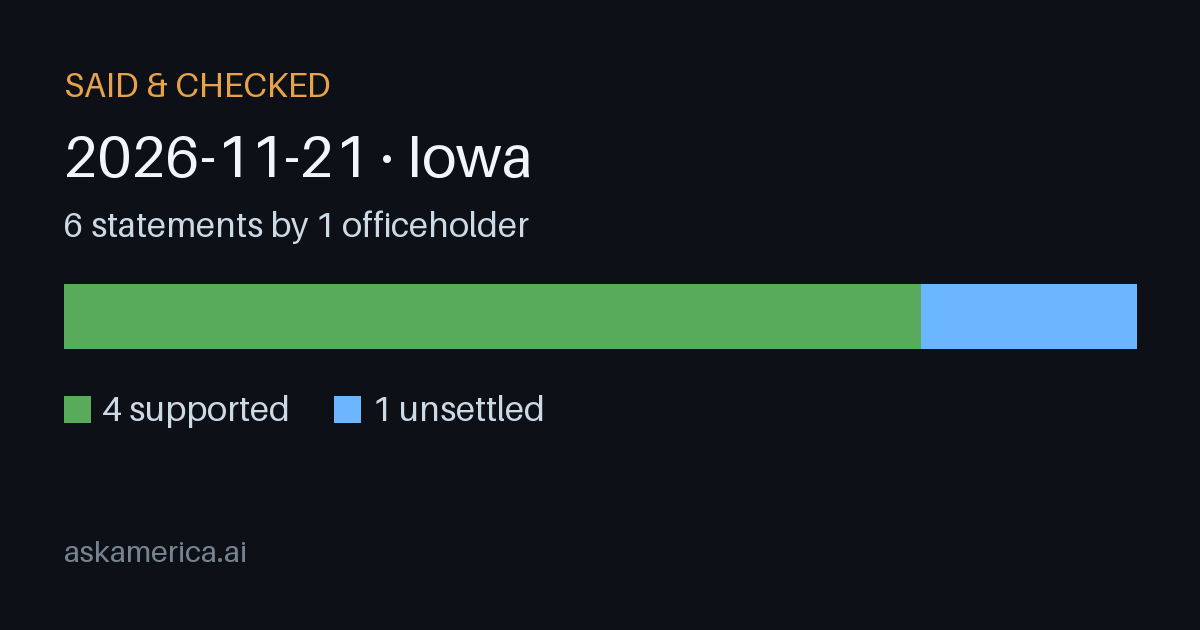 SAID & CHECKED
2026-11-21 · Iowa
6 statements by 1 officeholder
4 supported 1 unsettled
askamerica.ai